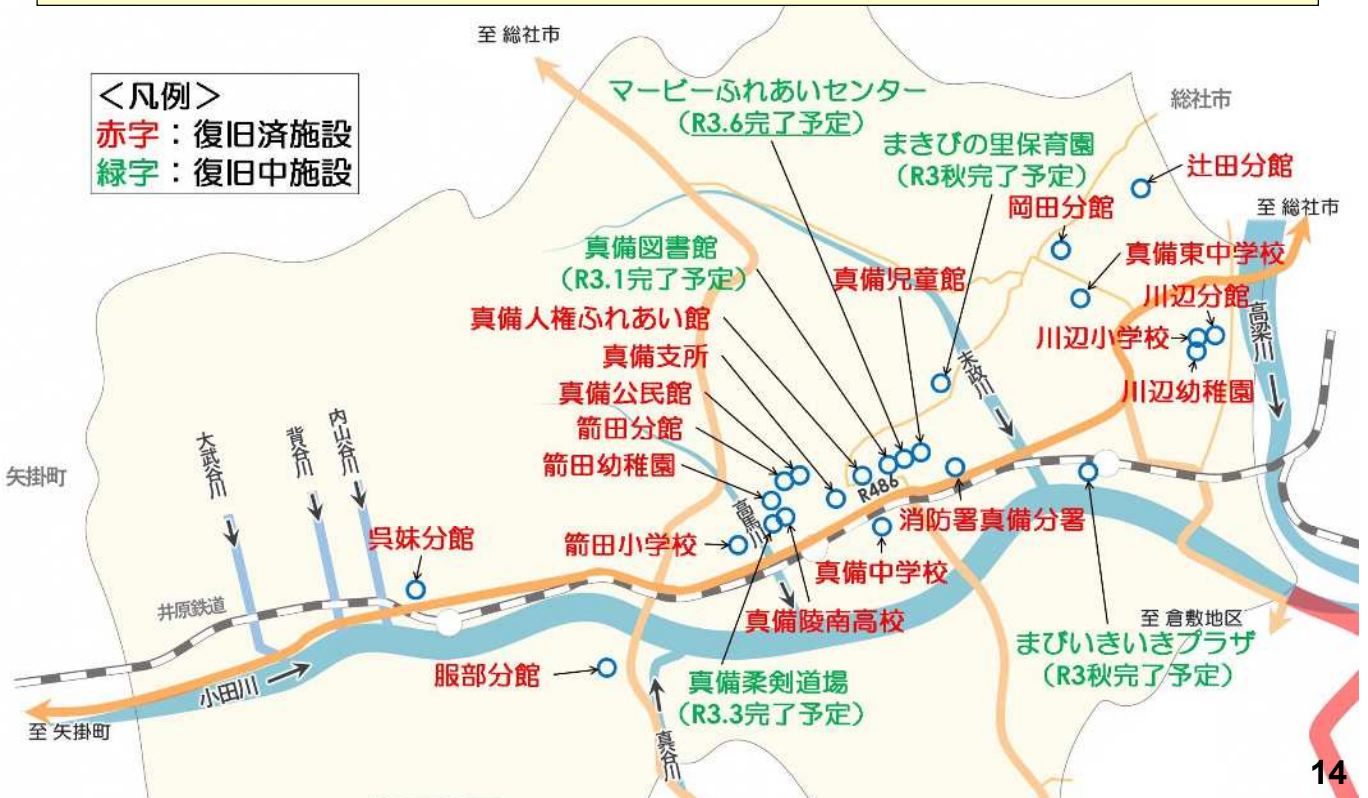 至 総社市
＜凡例＞
赤字：復旧済施設
緑字：復旧中施設
マービーふれあいセンター
（R3.6完了予定）
総社市
まきびの里保育園
（R3秋完了予定）
辻田分館
至 総社市
岡田分館
真備図書館
（R3.1完了予定）
真備児童館
真備東中学校
川辺分館
高梁川
真備人権ふれあい館
川辺小学校
真備支所
末政川
真備公民館
川辺幼稚園
箭田分館
箭田幼稚園
大武谷川
背谷川
内山谷川
矢掛町
R486
高馬川
消防署真備分署
呉妹分館
箭田小学校
真備中学校
井原鉄道
真備陵南高校
至 倉敷地区
まびいきいきプラザ
（R3秋完了予定）
服部分館
小田川
真備柔剣道場
（R3.3完了予定）
至 矢掛町
真谷川
14